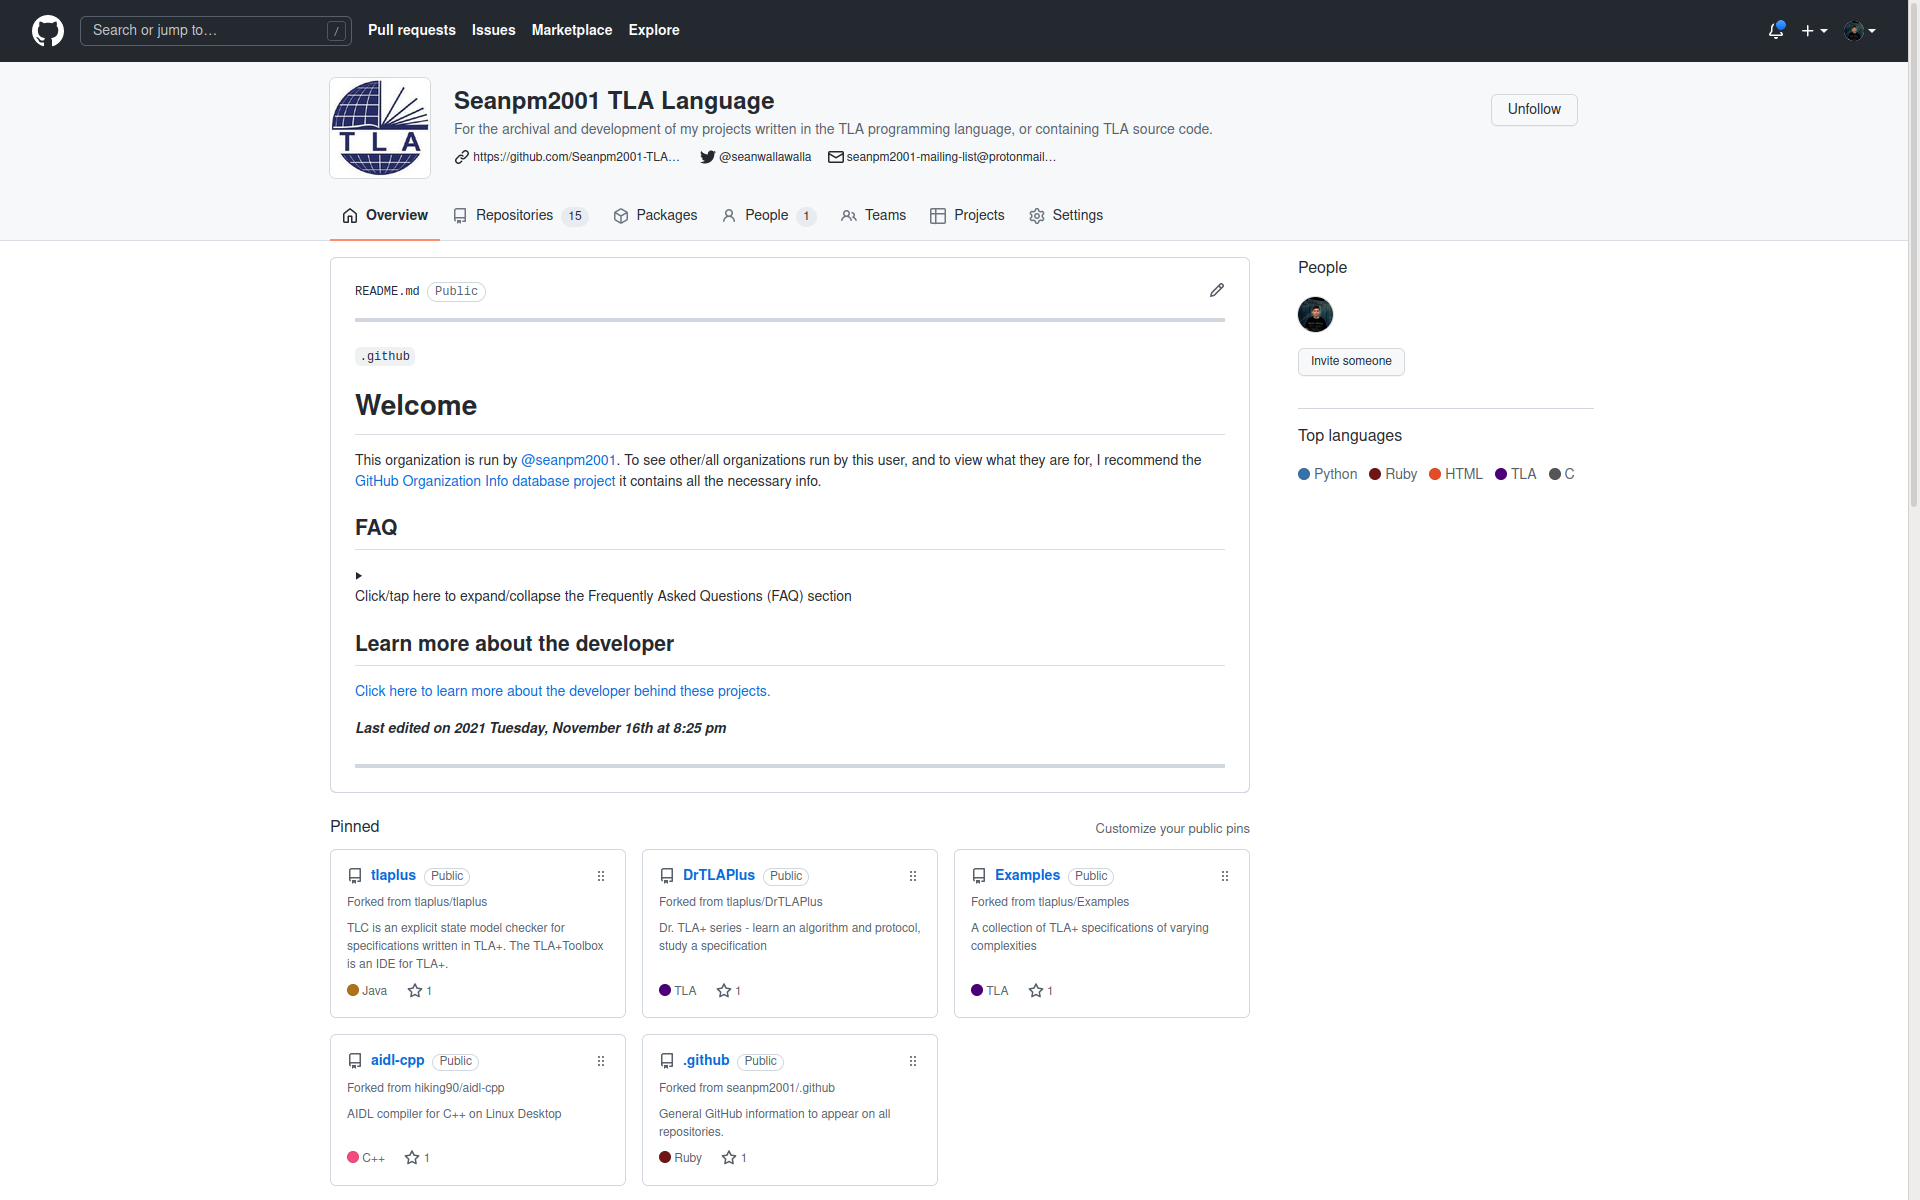 Search or jump to… /
Pull requests
Issues
Marketplace
Explore
TLA
Seanpm2001 TLA Language
For the archival and development of my projects written in the TLA programming language, or containing TLA source code.
https://github.com/Seanpm2001-TLA… @seanwallawalla seanpm2001-mailing-list@protonmail…
Unfollow
Overview
Repositories 15
Packages
People 1
Teams
Projects
Settings
README.md Public
.github
Welcome
This organization is run by @seanpm2001. To see other/all organizations run by this user, and to view what they are for, I recommend the
GitHub Organization Info database project it contains all the necessary info.
FAQ
Click/tap here to expand/collapse the Frequently Asked Questions (FAQ) section
Learn more about the developer
Click here to learn more about the developer behind these projects.
Last edited on 2021 Tuesday, November 16th at 8:25 pm
People
Invite someone
Top languages
Python Ruby HTML TLA C
Pinned
Customize your public pins
tlaplus Public
Forked from tlaplus/tlaplus
TLC is an explicit state model checker for
specifications written in TLA+. The TLA+Toolbox
is an IDE for TLA+.
Java 1
DrTLAPlus Public
Forked from tlaplus/DrTLAPlus
Dr. TLA+ series - learn an algorithm and protocol,
study a specification
TLA 1
Examples Public
Forked from tlaplus/Examples
A collection of TLA+ specifications of varying
complexities
TLA 1
aidl-cpp Public
Forked from hiking90/aidl-cpp
AIDL compiler for C++ on Linux Desktop
C++ 1
.github Public
Forked from seanpm2001/.github
General GitHub information to appear on all
repositories.
Ruby 1